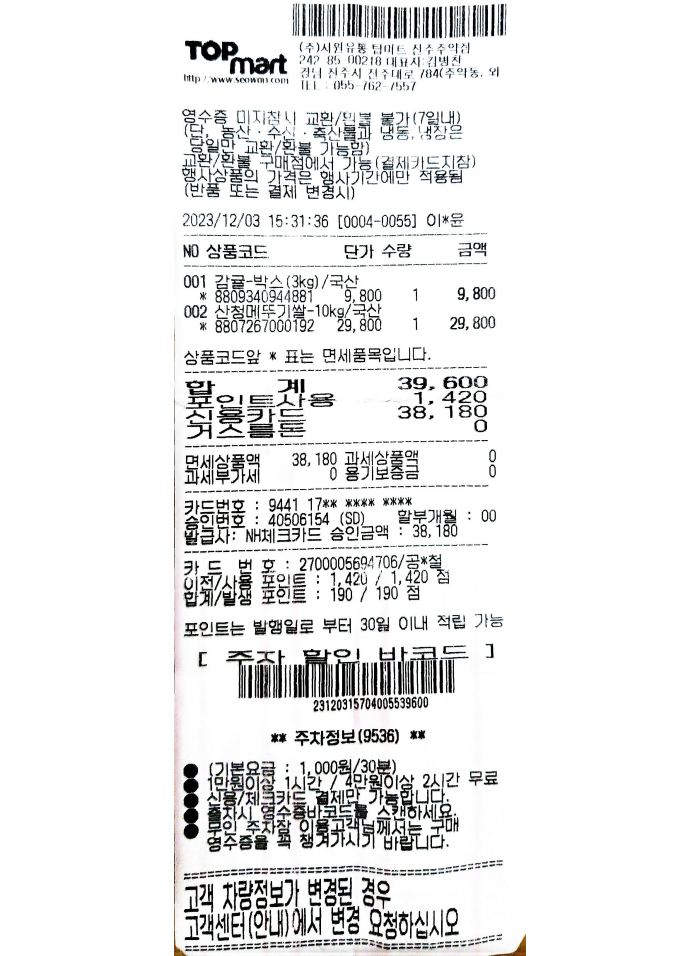 TOP mart
http://www.seowon.com
(주)서원유통 탑마트 진주주약점
242-85-00218 대표자:김병진
경남 진주시 진주대로 784(주약동, 외
TEL : 055-762-7557
영수증 미지참시 교환/환불 불가(7일내)
(단, 농산·수산·축산물과 냉동,냉장은
당일만 교환/환불 가능함)
교환/환불 구매점에서 가능(결제카드지참)
행사상품의 가격은 행사기간에만 적용됨
(반품 또는 결제 변경시)
2023/12/03 15:31:36 [0004-0055] 이*윤
NO 상품코드 단가 수량 금액
001 감귤-박스(3kg)/국산
* 8809340944881 9,800 1 9,800
002 산청메뚜기쌀-10kg/국산
* 8807267000192 29,800 1 29,800
상품코드앞 * 표는 면세품목입니다.
합 계 39,600
포인트사용 1,420
신용카드 38,180
거스름돈 0
면세상품액 38,180 과세상품액 0
과세부가세 0 용기보증금 0
카드번호 : 9441 17** **** ****
승인번호 : 40506154 (SD) 할부개월 : 00
발급사: NH체크카드 승인금액 : 38,180
카 드 번 호 : 2700005694706/공*철
이전/사용 포인트 : 1,420 / 1,420 점
합계/발생 포인트 : 190 / 190 점
포인트는 발행일로 부터 30일 이내 적립 가능
[ 주차 할인 바코드 ]
23120315704005539600
** 주차정보(9536) **
● (기본요금 : 1,000원/30분)
● 1만원이상 1시간 / 4만원이상 2시간 무료
● 신용/체크카드 결제만 가능합니다.
● 출차시 영수증바코드를 스캔하세요.
● 무인 주차장 이용고객님께서는 구매
영수증을 꼭 챙겨가시기 바랍니다.
고객 차량정보가 변경된 경우
고객센터(안내)에서 변경 요청하십시오